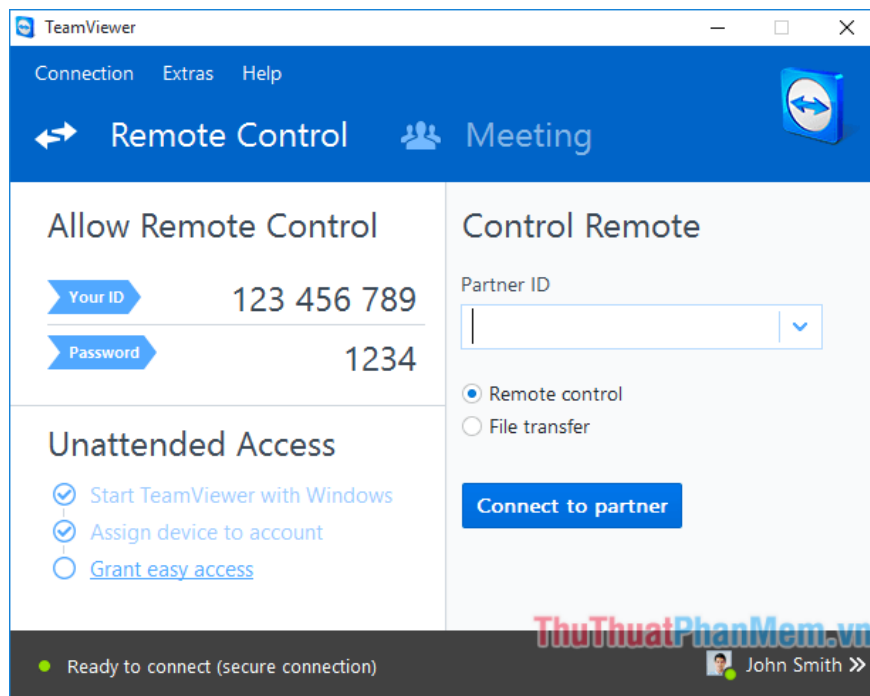 TeamViewer
Connection Extras Help
Remote Control Meeting
Allow Remote Control
Your ID 123 456 789
Password 1234
Unattended Access
Start TeamViewer with Windows
Assign device to account
Grant easy access
Control Remote
Partner ID
Remote control
File transfer
Connect to partner
ThuThuatPhanMem.vn
Ready to connect (secure connection)
John Smith